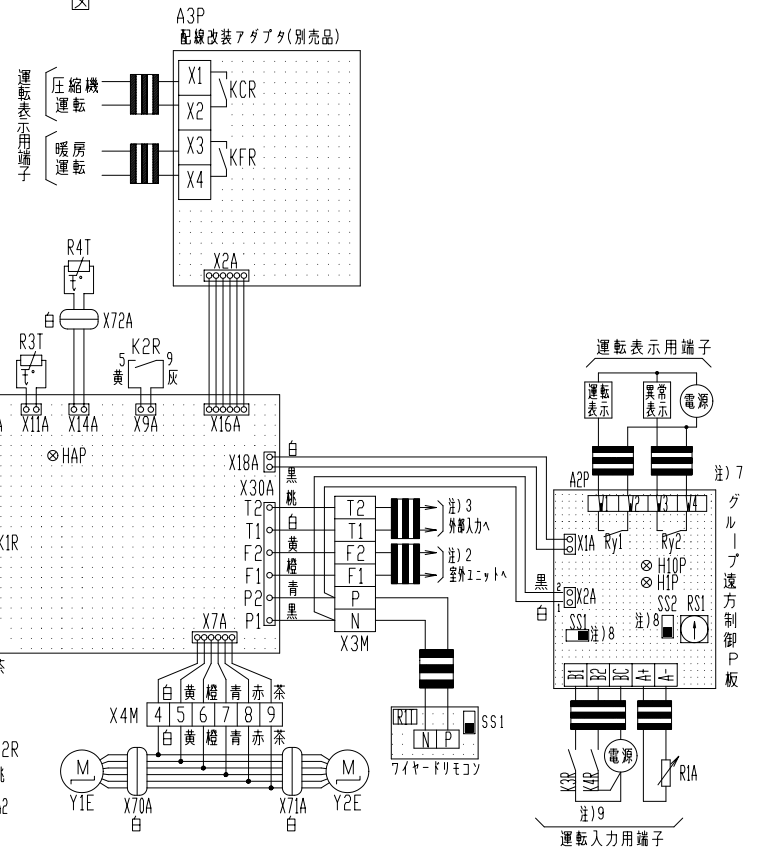 A3P
配線改装アダプタ(別売品)
運転表示用端子
圧縮機
運転
暖房
運転
X1
X2
X3
X4
KCR
KFR
X2A
R4T
t°
白
X72A
R3T
t°
K2R
5
9
黄
灰
X11A
X14A
X9A
X16A
HAP
X1R
X18A
白
黒
X30A
T2
T1
F2
F1
P2
P1
桃
白
黄
橙
青
黒
T2
T1
F2
F1
P
N
X3M
注) 3
外部入力へ
注) 2
室外ユニットへ
X7A
白 黄 橙 青 赤 茶
X4M
4 5 6 7 8 9
白 黄 橙 青 赤 茶
M
Y1E
X70A
白
X71A
白
M
Y2E
茶
2R
R1T
SS1
N P
ワイヤードリモコン
運転表示用端子
運転
表示
異常
表示
電源
A2P
注) 7
Y1 Y2 Y3 Y4
Ry1
Ry2
グループ遠方制御P板
X1A
H10P
H1P
黒
白
2
1
X2A
SS1
注)8
SS2
注)8
RS1
B1 B2 BC A+ A-
K3R
K4R
電源
R1A
注)9
運転入力用端子